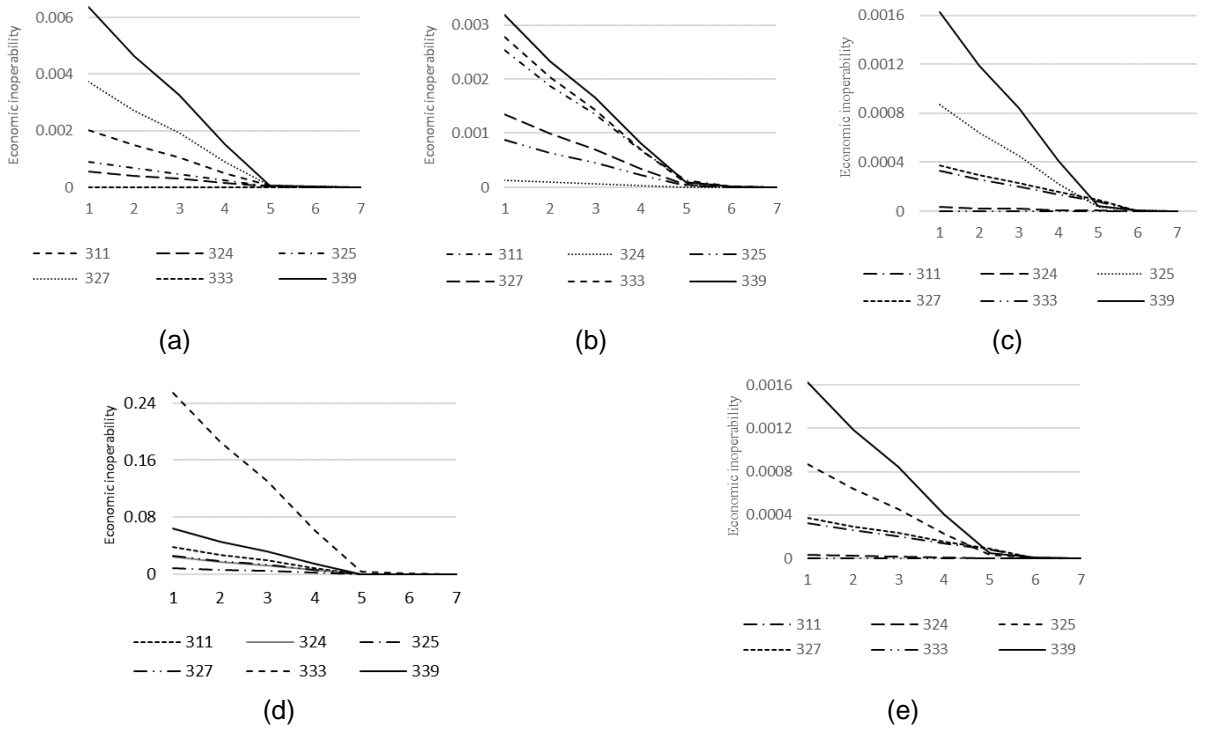 Economic inoperability
0.006
0.004
0.002
0
1 2 3 4 5 6 7
311 324 325
327 333 339
(a)
Economic inoperability
0.003
0.002
0.001
0
1 2 3 4 5 6 7
311 324 325
327 333 339
(b)
Economic inoperability
0.0016
0.0012
0.0008
0.0004
0
1 2 3 4 5 6 7
311 324 325
327 333 339
(c)
Economic inoperability
0.24
0.16
0.08
0
1 2 3 4 5 6 7
311 324 325
327 333 339
(d)
Economic inoperability
0.0016
0.0012
0.0008
0.0004
0
1 2 3 4 5 6 7
311 324 325
327 333 339
(e)